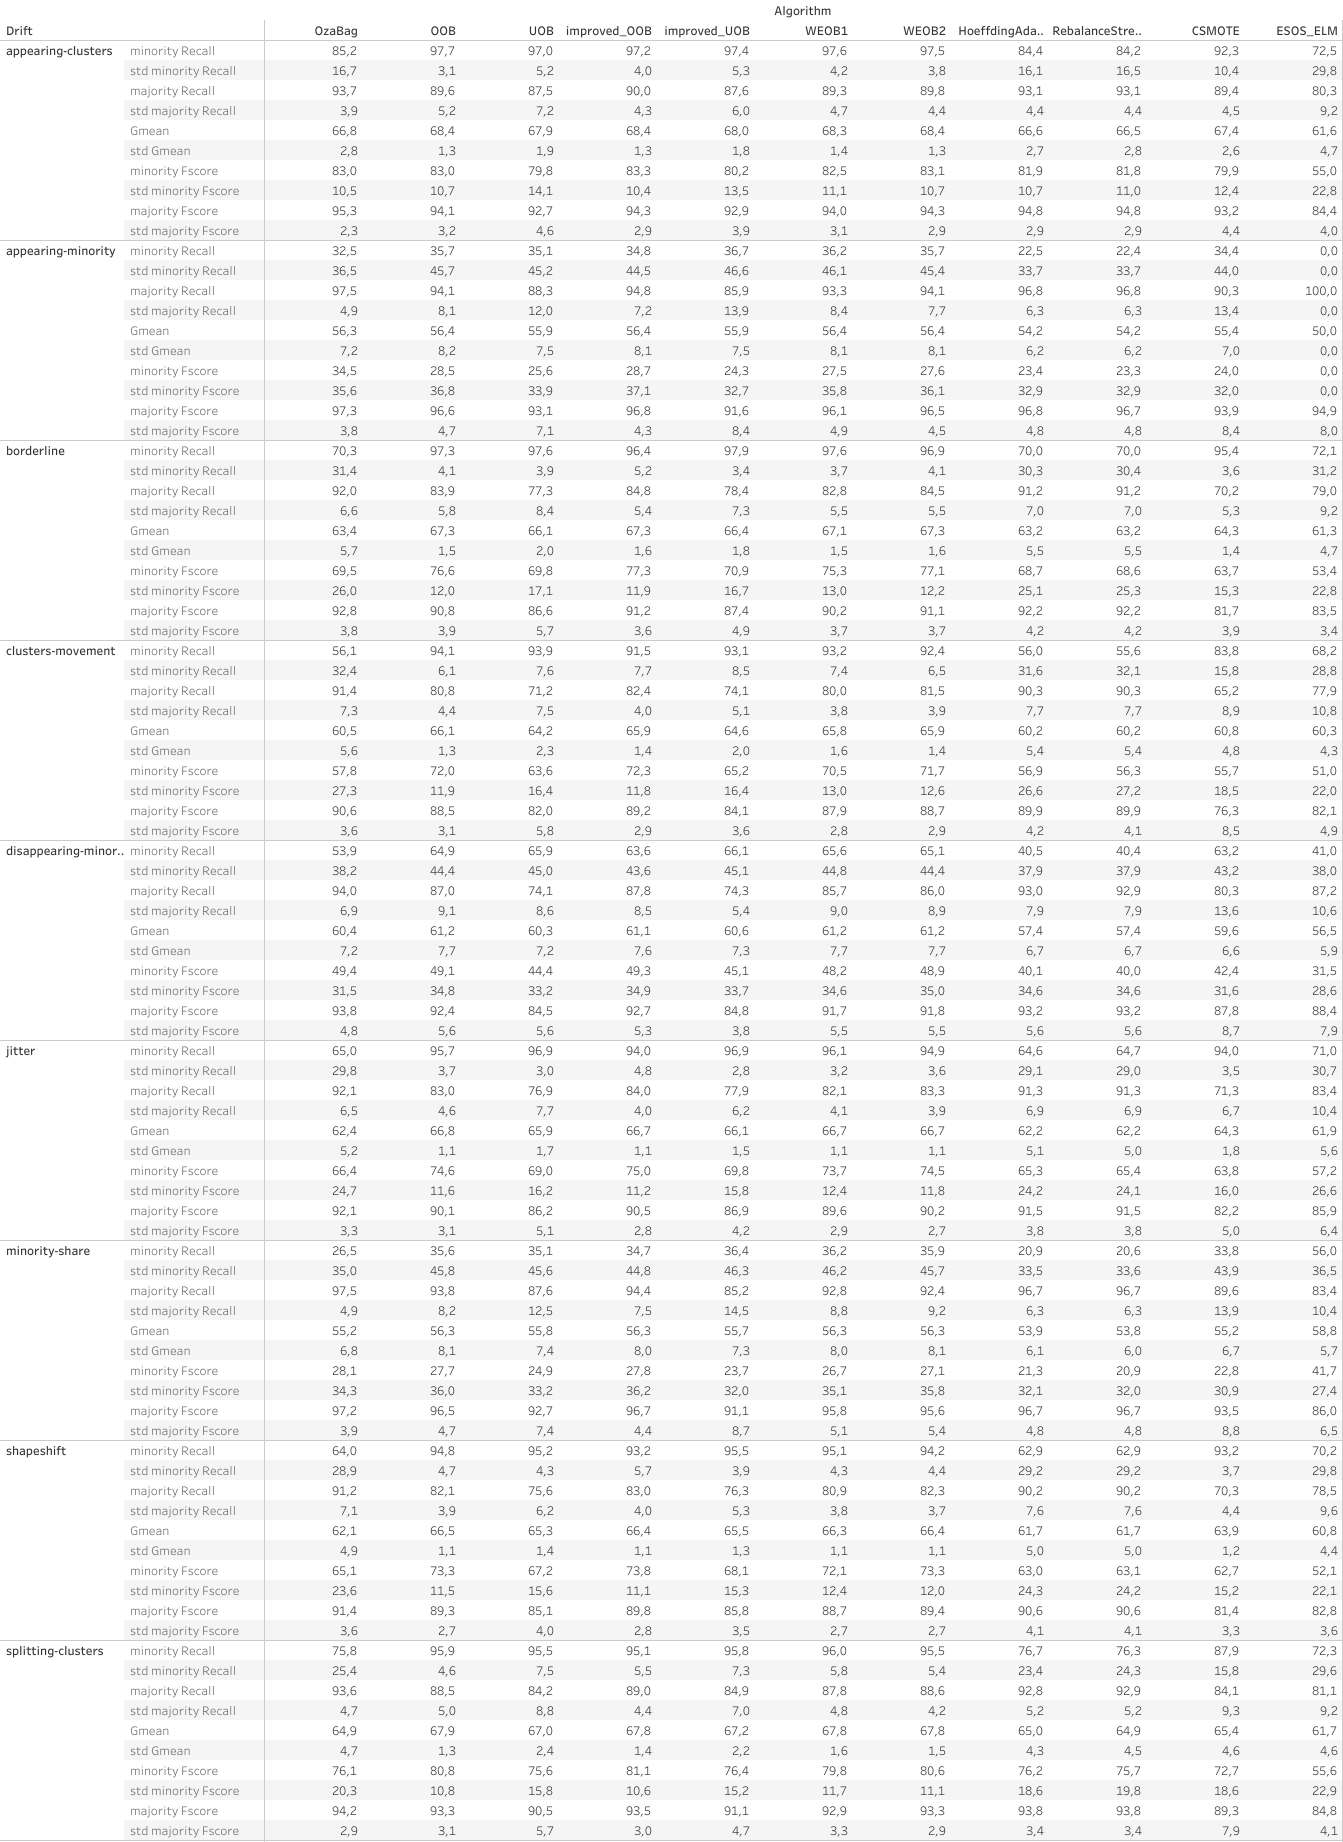 Algorithm
Drift OzaBag OOB UOB improved_OOB improved_UOB WEOB1 WEOB2 HoeffdingAda.. RebalanceStre.. CSMOTE ESOS_ELM
appearing-clusters minority Recall 85,2 97,7 97,0 97,2 97,4 97,6 97,5 84,4 84,2 92,3 72,5
std minority Recall 16,7 3,1 5,2 4,0 5,3 4,2 3,8 16,1 16,5 10,4 29,8
majority Recall 93,7 89,6 87,5 90,0 87,6 89,3 89,8 93,1 93,1 89,4 80,3
std majority Recall 3,9 5,2 7,2 4,3 6,0 4,7 4,4 4,4 4,4 4,5 9,2
Gmean 66,8 68,4 67,9 68,4 68,0 68,3 68,4 66,6 66,5 67,4 61,6
std Gmean 2,8 1,3 1,9 1,3 1,8 1,4 1,3 2,7 2,8 2,6 4,7
minority Fscore 83,0 83,0 79,8 83,3 80,2 82,5 83,1 81,9 81,8 79,9 55,0
std minority Fscore 10,5 10,7 14,1 10,4 13,5 11,1 10,7 10,7 11,0 12,4 22,8
majority Fscore 95,3 94,1 92,7 94,3 92,9 94,0 94,3 94,8 94,8 93,2 84,4
std majority Fscore 2,3 3,2 4,6 2,9 3,9 3,1 2,9 2,9 2,9 4,4 4,0
appearing-minority minority Recall 32,5 35,7 35,1 34,8 36,7 36,2 35,7 22,5 22,4 34,4 0,0
std minority Recall 36,5 45,7 45,2 44,5 46,6 46,1 45,4 33,7 33,7 44,0 0,0
majority Recall 97,5 94,1 88,3 94,8 85,9 93,3 94,1 96,8 96,8 90,3 100,0
std majority Recall 4,9 8,1 12,0 7,2 13,9 8,4 7,7 6,3 6,3 13,4 0,0
Gmean 56,3 56,4 55,9 56,4 55,9 56,4 56,4 54,2 54,2 55,4 50,0
std Gmean 7,2 8,2 7,5 8,1 7,5 8,1 8,1 6,2 6,2 7,0 0,0
minority Fscore 34,5 28,5 25,6 28,7 24,3 27,5 27,6 23,4 23,3 24,0 0,0
std minority Fscore 35,6 36,8 33,9 37,1 32,7 35,8 36,1 32,9 32,9 32,0 0,0
majority Fscore 97,3 96,6 93,1 96,8 91,6 96,1 96,5 96,8 96,7 93,9 94,9
std majority Fscore 3,8 4,7 7,1 4,3 8,4 4,9 4,5 4,8 4,8 8,4 8,0
borderline minority Recall 70,3 97,3 97,6 96,4 97,9 97,6 96,9 70,0 70,0 95,4 72,1
std minority Recall 31,4 4,1 3,9 5,2 3,4 3,7 4,1 30,3 30,4 3,6 31,2
majority Recall 92,0 83,9 77,3 84,8 78,4 82,8 84,5 91,2 91,2 70,2 79,0
std majority Recall 6,6 5,8 8,4 5,4 7,3 5,5 5,5 7,0 7,0 5,3 9,2
Gmean 63,4 67,3 66,1 67,3 66,4 67,1 67,3 63,2 63,2 64,3 61,3
std Gmean 5,7 1,5 2,0 1,6 1,8 1,5 1,6 5,5 5,5 1,4 4,7
minority Fscore 69,5 76,6 69,8 77,3 70,9 75,3 77,1 68,7 68,6 63,7 53,4
std minority Fscore 26,0 12,0 17,1 11,9 16,7 13,0 12,2 25,1 25,3 15,3 22,8
majority Fscore 92,8 90,8 86,6 91,2 87,4 90,2 91,1 92,2 92,2 81,7 83,5
std majority Fscore 3,8 3,9 5,7 3,6 4,9 3,7 3,7 4,2 4,2 3,9 3,4
clusters-movement minority Recall 56,1 94,1 93,9 91,5 93,1 93,2 92,4 56,0 55,6 83,8 68,2
std minority Recall 32,4 6,1 7,6 7,7 8,5 7,4 6,5 31,6 32,1 15,8 28,8
majority Recall 91,4 80,8 71,2 82,4 74,1 80,0 81,5 90,3 90,3 65,2 77,9
std majority Recall 7,3 4,4 7,5 4,0 5,1 3,8 3,9 7,7 7,7 8,9 10,8
Gmean 60,5 66,1 64,2 65,9 64,6 65,8 65,9 60,2 60,2 60,8 60,3
std Gmean 5,6 1,3 2,3 1,4 2,0 1,6 1,4 5,4 5,4 4,8 4,3
minority Fscore 57,8 72,0 63,6 72,3 65,2 70,5 71,7 56,9 56,3 55,7 51,0
std minority Fscore 27,3 11,9 16,4 11,8 16,4 13,0 12,6 26,6 27,2 18,5 22,0
majority Fscore 90,6 88,5 82,0 89,2 84,1 87,9 88,7 89,9 89,9 76,3 82,1
std majority Fscore 3,6 3,1 5,8 2,9 3,6 2,8 2,9 4,2 4,1 8,5 4,9
disappearing-minor.. minority Recall 53,9 64,9 65,9 63,6 66,1 65,6 65,1 40,5 40,4 63,2 41,0
std minority Recall 38,2 44,4 45,0 43,6 45,1 44,8 44,4 37,9 37,9 43,2 38,0
majority Recall 94,0 87,0 74,1 87,8 74,3 85,7 86,0 93,0 92,9 80,3 87,2
std majority Recall 6,9 9,1 8,6 8,5 5,4 9,0 8,9 7,9 7,9 13,6 10,6
Gmean 60,4 61,2 60,3 61,1 60,6 61,2 61,2 57,4 57,4 59,6 56,5
std Gmean 7,2 7,7 7,2 7,6 7,3 7,7 7,7 6,7 6,7 6,6 5,9
minority Fscore 49,4 49,1 44,4 49,3 45,1 48,2 48,9 40,1 40,0 42,4 31,5
std minority Fscore 31,5 34,8 33,2 34,9 33,7 34,6 35,0 34,6 34,6 31,6 28,6
majority Fscore 93,8 92,4 84,5 92,7 84,8 91,7 91,8 93,2 93,2 87,8 88,4
std majority Fscore 4,8 5,6 5,6 5,3 3,8 5,5 5,5 5,6 5,6 8,7 7,9
jitter minority Recall 65,0 95,7 96,9 94,0 96,9 96,1 94,9 64,6 64,7 94,0 71,0
std minority Recall 29,8 3,7 3,0 4,8 2,8 3,2 3,6 29,1 29,0 3,5 30,7
majority Recall 92,1 83,0 76,9 84,0 77,9 82,1 83,3 91,3 91,3 71,3 83,4
std majority Recall 6,5 4,6 7,7 4,0 6,2 4,1 3,9 6,9 6,9 6,7 10,4
Gmean 62,4 66,8 65,9 66,7 66,1 66,7 66,7 62,2 62,2 64,3 61,9
std Gmean 5,2 1,1 1,7 1,1 1,5 1,1 1,1 5,1 5,0 1,8 5,6
minority Fscore 66,4 74,6 69,0 75,0 69,8 73,7 74,5 65,3 65,4 63,8 57,2
std minority Fscore 24,7 11,6 16,2 11,2 15,8 12,4 11,8 24,2 24,1 16,0 26,6
majority Fscore 92,1 90,1 86,2 90,5 86,9 89,6 90,2 91,5 91,5 82,2 85,9
std majority Fscore 3,3 3,1 5,1 2,8 4,2 2,9 2,7 3,8 3,8 5,0 6,4
minority-share minority Recall 26,5 35,6 35,1 34,7 36,4 36,2 35,9 20,9 20,6 33,8 56,0
std minority Recall 35,0 45,8 45,6 44,8 46,3 46,2 45,7 33,5 33,6 43,9 36,5
majority Recall 97,5 93,8 87,6 94,4 85,2 92,8 92,4 96,7 96,7 89,6 83,4
std majority Recall 4,9 8,2 12,5 7,5 14,5 8,8 9,2 6,3 6,3 13,9 10,4
Gmean 55,2 56,3 55,8 56,3 55,7 56,3 56,3 53,9 53,8 55,2 58,8
std Gmean 6,8 8,1 7,4 8,0 7,3 8,0 8,1 6,1 6,0 6,7 5,7
minority Fscore 28,1 27,7 24,9 27,8 23,7 26,7 27,1 21,3 20,9 22,8 41,7
std minority Fscore 34,3 36,0 33,2 36,2 32,0 35,1 35,8 32,1 32,0 30,9 27,4
majority Fscore 97,2 96,5 92,7 96,7 91,1 95,8 95,6 96,7 96,7 93,5 86,0
std majority Fscore 3,9 4,7 7,4 4,4 8,7 5,1 5,4 4,8 4,8 8,8 6,5
shapeshift minority Recall 64,0 94,8 95,2 93,2 95,5 95,1 94,2 62,9 62,9 93,2 70,2
std minority Recall 28,9 4,7 4,3 5,7 3,9 4,3 4,4 29,2 29,2 3,7 29,8
majority Recall 91,2 82,1 75,6 83,0 76,3 80,9 82,3 90,2 90,2 70,3 78,5
std majority Recall 7,1 3,9 6,2 4,0 5,3 3,8 3,7 7,6 7,6 4,4 9,6
Gmean 62,1 66,5 65,3 66,4 65,5 66,3 66,4 61,7 61,7 63,9 60,8
std Gmean 4,9 1,1 1,4 1,1 1,3 1,1 1,1 5,0 5,0 1,2 4,4
minority Fscore 65,1 73,3 67,2 73,8 68,1 72,1 73,3 63,0 63,1 62,7 52,1
std minority Fscore 23,6 11,5 15,6 11,1 15,3 12,4 12,0 24,3 24,2 15,2 22,1
majority Fscore 91,4 89,3 85,1 89,8 85,8 88,7 89,4 90,6 90,6 81,4 82,8
std majority Fscore 3,6 2,7 4,0 2,8 3,5 2,7 2,7 4,1 4,1 3,3 3,6
splitting-clusters minority Recall 75,8 95,9 95,5 95,1 95,8 96,0 95,5 76,7 76,3 87,9 72,3
std minority Recall 25,4 4,6 7,5 5,5 7,3 5,8 5,4 23,4 24,3 15,8 29,6
majority Recall 93,6 88,5 84,2 89,0 84,9 87,8 88,6 92,8 92,9 84,1 81,1
std majority Recall 4,7 5,0 8,8 4,4 7,0 4,8 4,2 5,2 5,2 9,3 9,2
Gmean 64,9 67,9 67,0 67,8 67,2 67,8 67,8 65,0 64,9 65,4 61,7
std Gmean 4,7 1,3 2,4 1,4 2,2 1,6 1,5 4,3 4,5 4,6 4,6
minority Fscore 76,1 80,8 75,6 81,1 76,4 79,8 80,6 76,2 75,7 72,7 55,6
std minority Fscore 20,3 10,8 15,8 10,6 15,2 11,7 11,1 18,6 19,8 18,6 22,9
majority Fscore 94,2 93,3 90,5 93,5 91,1 92,9 93,3 93,8 93,8 89,3 84,8
std majority Fscore 2,9 3,1 5,7 3,0 4,7 3,3 2,9 3,4 3,4 7,9 4,1